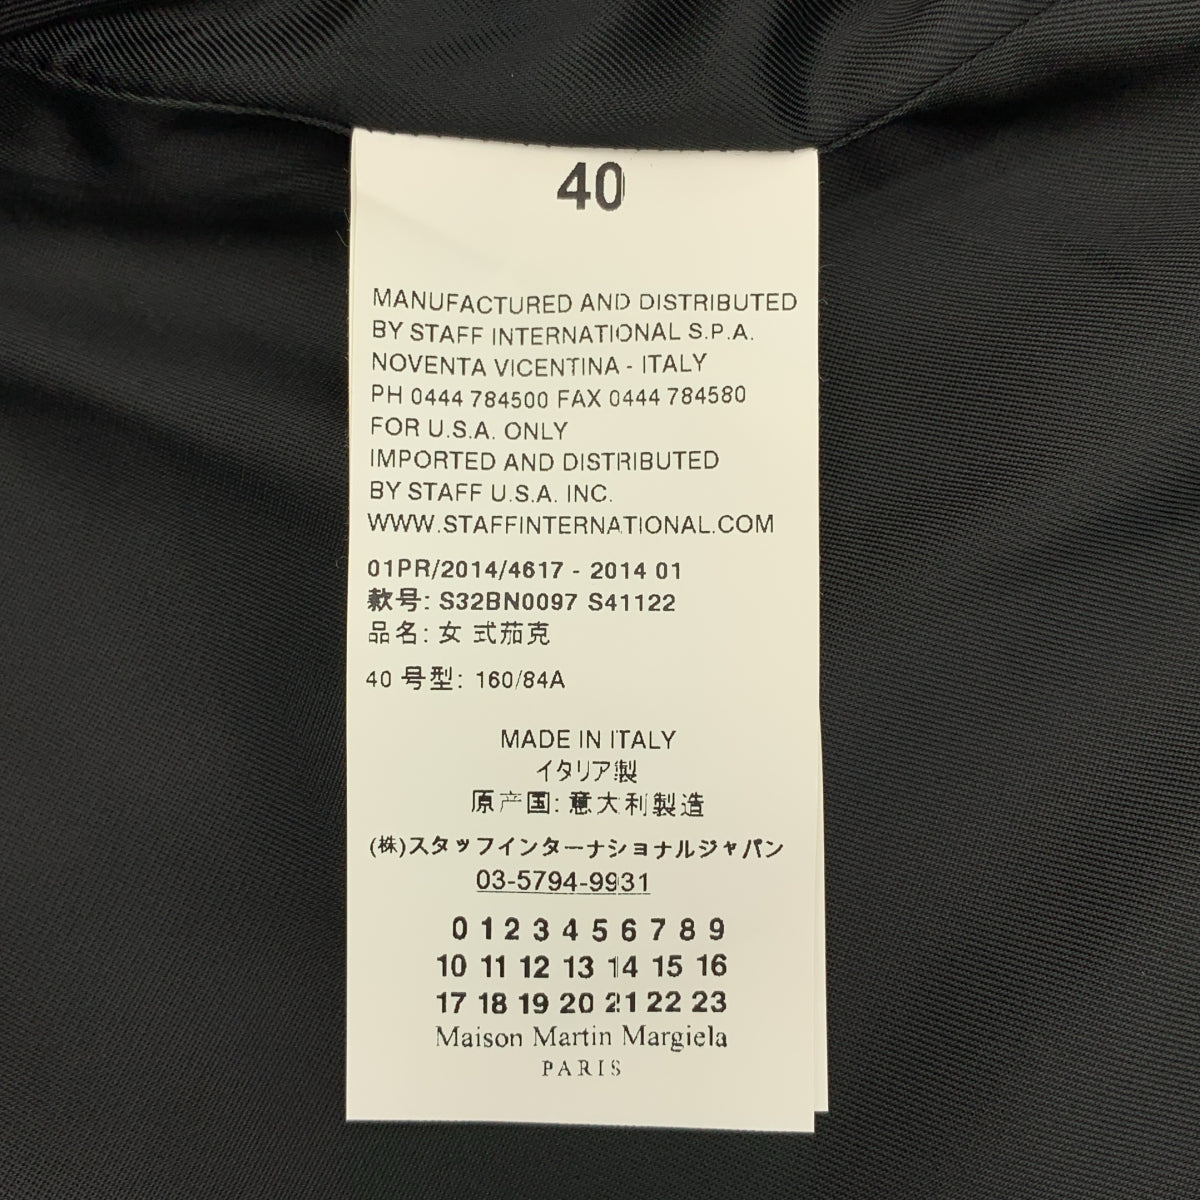 40
MANUFACTURED AND DISTRIBUTED
BY STAFF INTERNATIONAL S.P.A.
NOVENTA VICENTINA - ITALY
PH 0444 784500 FAX 0444 784580
FOR U.S.A. ONLY
IMPORTED AND DISTRIBUTED
BY STAFF U.S.A. INC.
WWW.STAFFINTERNATIONAL.COM
01PR/2014/4617 - 2014 01
款号: S32BN0097 S41122
品名: 女 式茄克
40 号型: 160/84A
MADE IN ITALY
イタリア製
原产国: 意大利製造
(株)スタッフインターナショナルジャパン
03-5794-9931
0 1 2 3 4 5 6 7 8 9
10 11 12 13 14 15 16
17 18 19 20 21 22 23
Maison Martin Margiela
PARIS